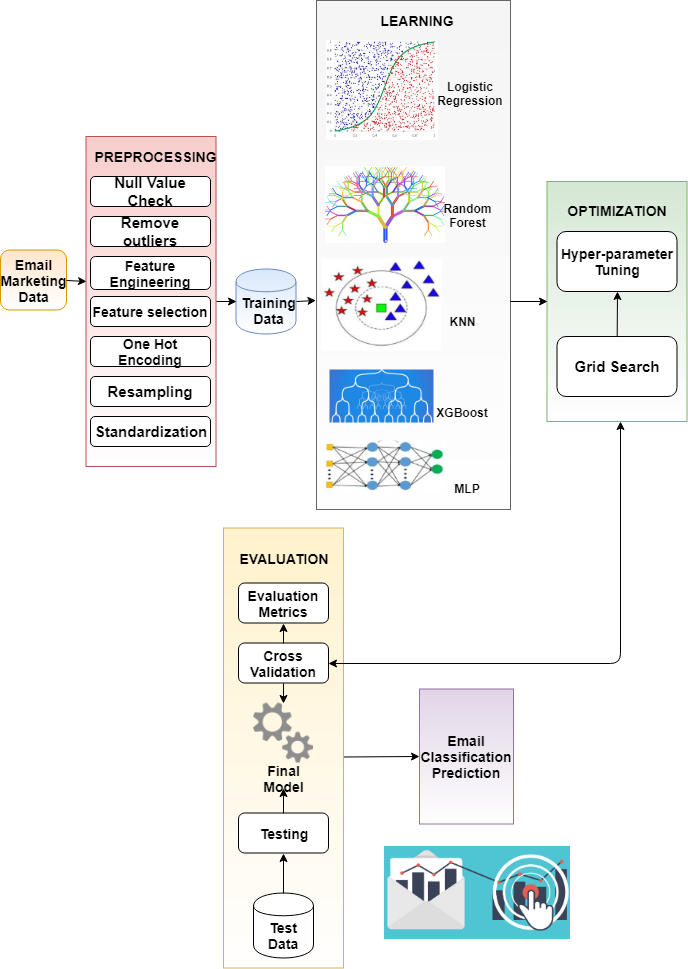 LEARNING
Logistic
Regression
Random
Forest
KNN
XGBoost
MLP
PREPROCESSING
Null Value
Check
Remove
outliers
Feature
Engineering
Feature selection
One Hot
Encoding
Resampling
Standardization
Email
Marketing
Data
Training
Data
OPTIMIZATION
Hyper-parameter
Tuning
Grid Search
EVALUATION
Evaluation
Metrics
Cross
Validation
Final
Model
Testing
Test
Data
Email
Classification
Prediction